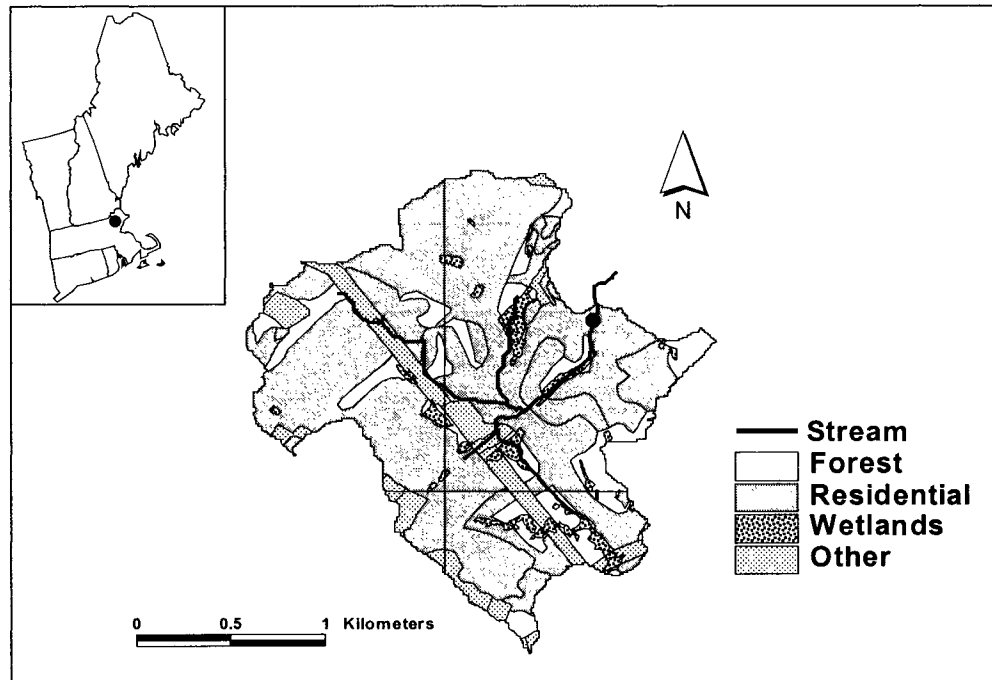 N
Stream
Forest
Residential
Wetlands
Other
0 0.5 1 Kilometers